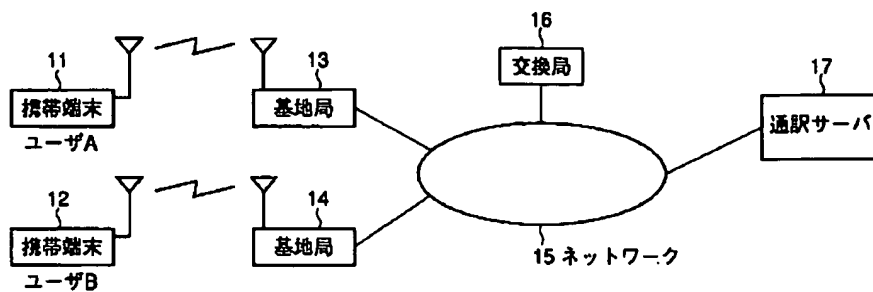 16
交換局
11
携帯端末
ユーザA
13
基地局
17
通訳サーバ
12
携帯端末
ユーザB
14
基地局
15 ネットワーク